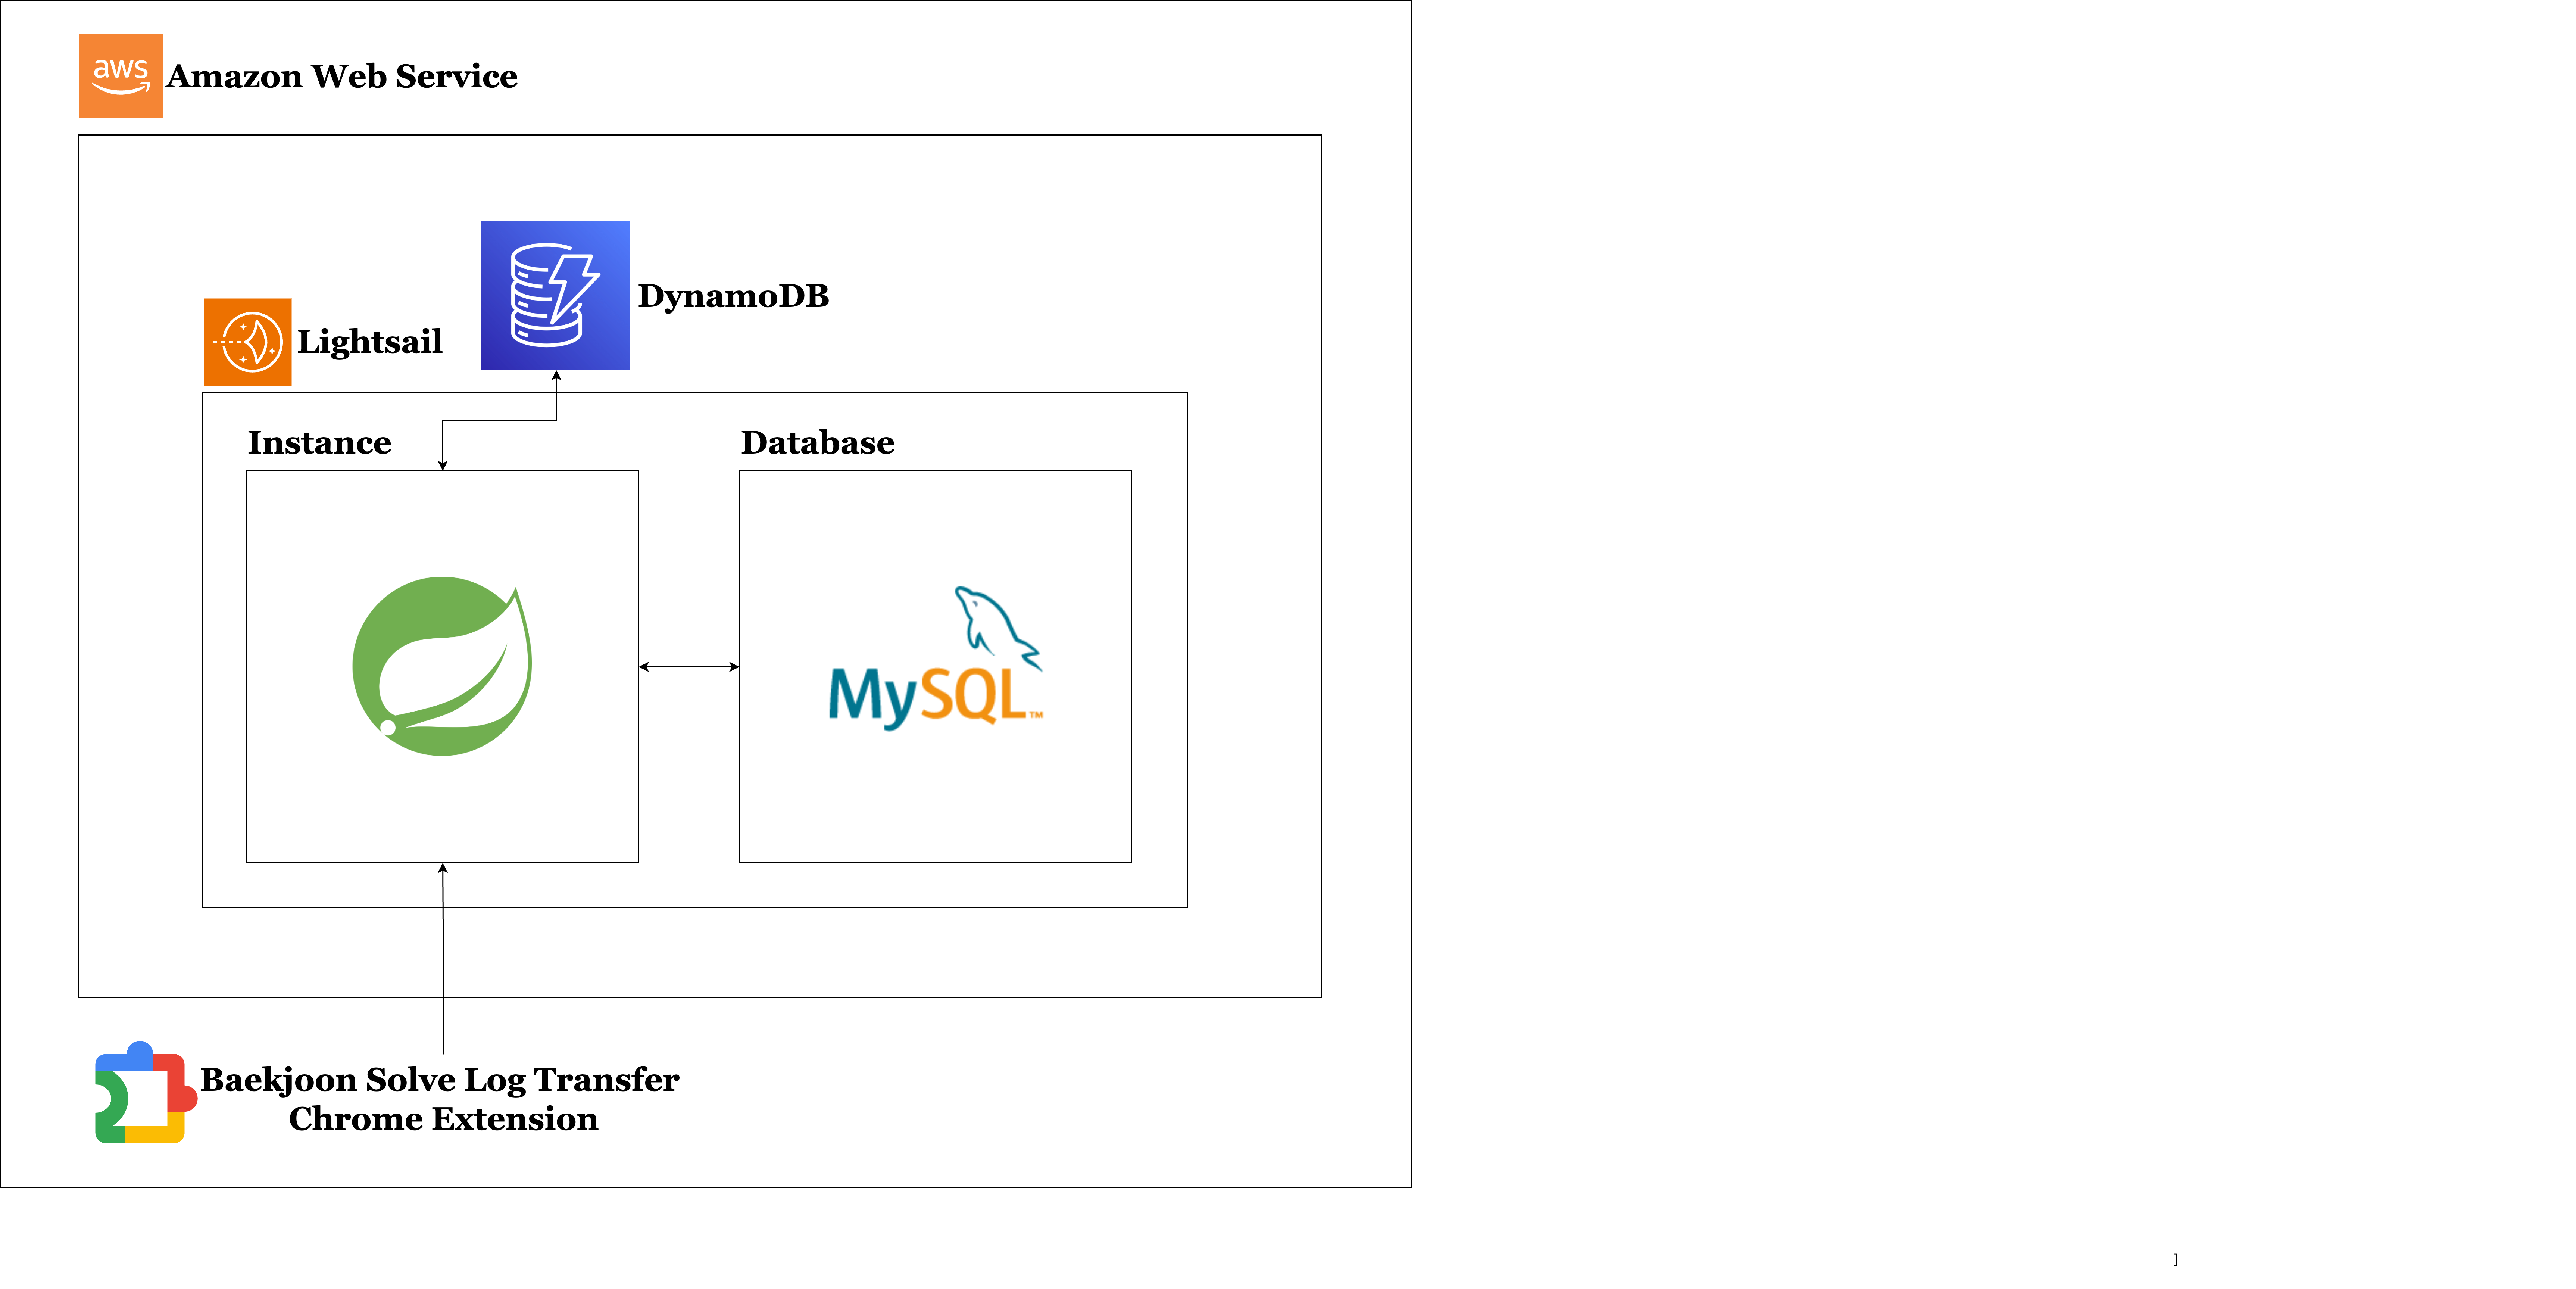 aws
Amazon Web Service
DynamoDB
Lightsail
Instance
Database
MySQL™
Baekjoon Solve Log Transfer
Chrome Extension
]